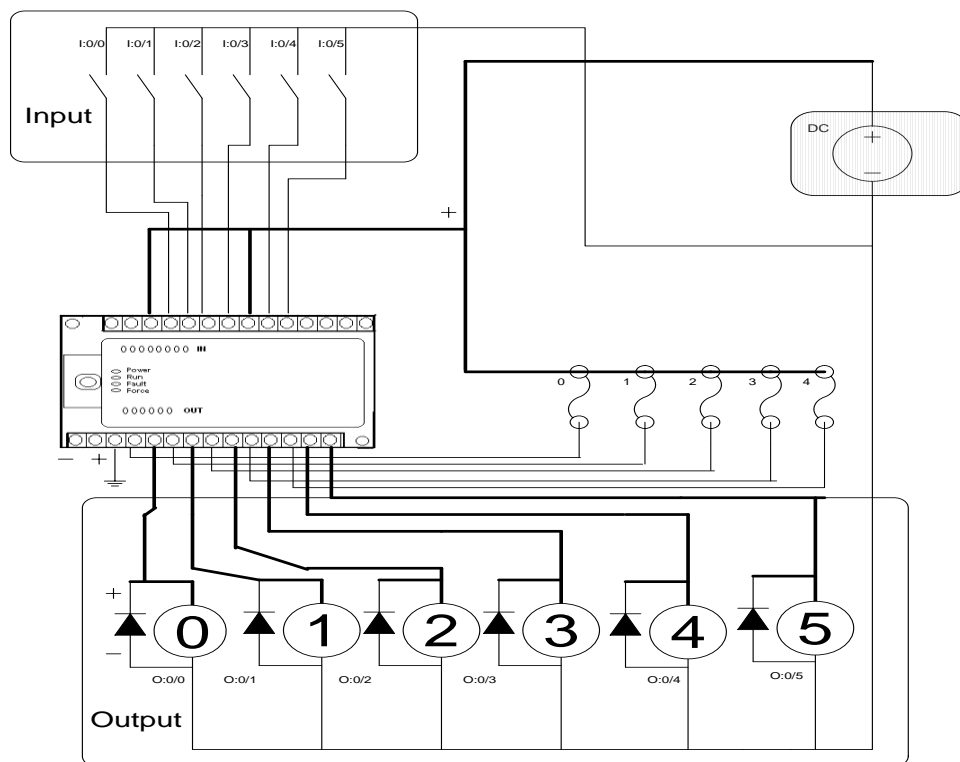 I:0/0 I:0/1 I:0/2 I:0/3 I:0/4 I:0/5
Input
DC
+
−
+
IN
Power
Run
Fault
Force
OUT
0 1 2 3 4
− +
+
−
0 1 2 3 4 5
O:0/0 O:0/1 O:0/2 O:0/3 O:0/4 O:0/5
Output